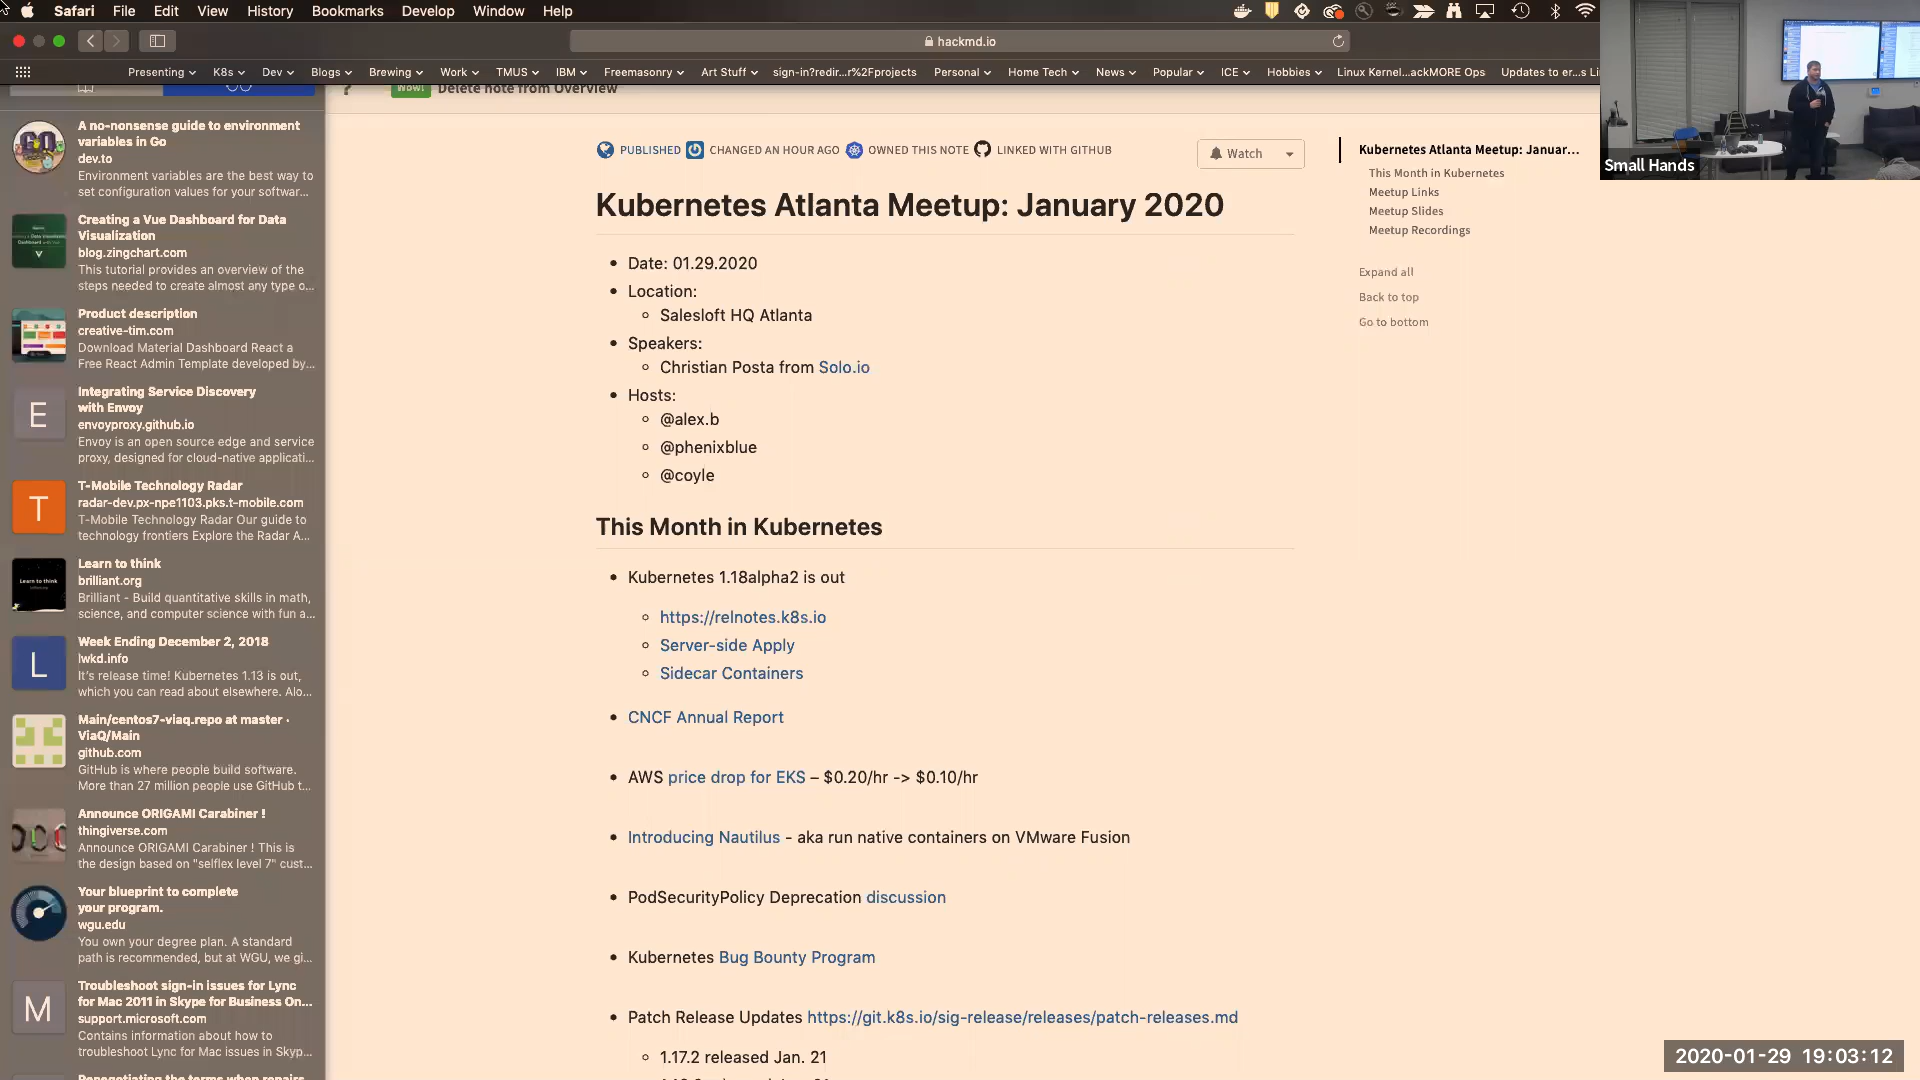 Safari File Edit View History Bookmarks Develop Window Help
hackmd.io
Presenting K8s Dev Blogs Brewing Work TMUS IBM Freemasonry Art Stuff sign-in?redir...r%2Fprojects Personal Home Tech News Popular ICE Hobbies Linux Kernel...ackMORE Ops Updates to er...s Li
Wow! Delete note from Overview
A no-nonsense guide to environment
variables in Go
dev.to
Environment variables are the best way to
set configuration values for your softwar...
Creating a Vue Dashboard for Data
Visualization
blog.zingchart.com
This tutorial provides an overview of the
steps needed to create almost any type o...
Product description
creative-tim.com
Download Material Dashboard React a
Free React Admin Template developed by...
E
Integrating Service Discovery
with Envoy
envoyproxy.github.io
Envoy is an open source edge and service
proxy, designed for cloud-native applicati...
T
T-Mobile Technology Radar
radar-dev.px-npe1103.pks.t-mobile.com
T-Mobile Technology Radar Our guide to
technology frontiers Explore the Radar A...
Learn to think
Learn to think
brilliant.org
Brilliant - Build quantitative skills in math,
science, and computer science with fun a...
L
Week Ending December 2, 2018
lwkd.info
It's release time! Kubernetes 1.13 is out,
which you can read about elsewhere. Alo...
Main/centos7-viaq.repo at master ·
ViaQ/Main
github.com
GitHub is where people build software.
More than 27 million people use GitHub t...
Announce ORIGAMI Carabiner !
thingiverse.com
Announce ORIGAMI Carabiner ! This is
the design based on "selflex level 7" cust...
Your blueprint to complete
your program.
wgu.edu
You own your degree plan. A standard
path is recommended, but at WGU, we gi...
M
Troubleshoot sign-in issues for Lync
for Mac 2011 in Skype for Business On...
support.microsoft.com
Contains information about how to
troubleshoot Lync for Mac issues in Skyp...
Renegotiating the terms when repairs
PUBLISHED CHANGED AN HOUR AGO OWNED THIS NOTE LINKED WITH GITHUB
Watch
Kubernetes Atlanta Meetup: January 2020
Date: 01.29.2020
Location:
Salesloft HQ Atlanta
Speakers:
Christian Posta from Solo.io
Hosts:
@alex.b
@phenixblue
@coyle
This Month in Kubernetes
Kubernetes 1.18alpha2 is out
https://relnotes.k8s.io
Server-side Apply
Sidecar Containers
CNCF Annual Report
AWS price drop for EKS – $0.20/hr -> $0.10/hr
Introducing Nautilus - aka run native containers on VMware Fusion
PodSecurityPolicy Deprecation discussion
Kubernetes Bug Bounty Program
Patch Release Updates https://git.k8s.io/sig-release/releases/patch-releases.md
1.17.2 released Jan. 21
Kubernetes Atlanta Meetup: Januar...
This Month in Kubernetes
Meetup Links
Meetup Slides
Meetup Recordings
Expand all
Back to top
Go to bottom
Small Hands
2020-01-29 19:03:12